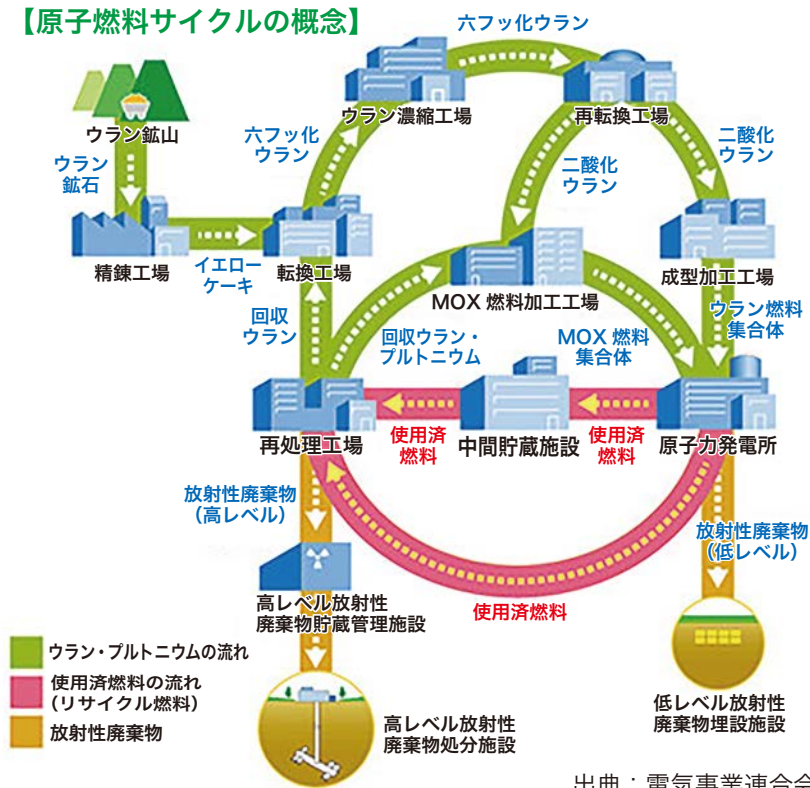 【原子燃料サイクルの概念】
六フッ化ウラン
ウラン鉱山
ウラン濃縮工場
再転換工場
ウラン
鉱石
六フッ化
ウラン
二酸化
ウラン
二酸化
ウラン
精錬工場
イエロー
ケーキ
転換工場
MOX 燃料加工工場
成型加工工場
回収
ウラン
回収ウラン・
プルトニウム
MOX 燃料
集合体
ウラン燃料
集合体
再処理工場
使用済
燃料
中間貯蔵施設
使用済
燃料
原子力発電所
放射性廃棄物
（高レベル）
放射性廃棄物
（低レベル）
使用済燃料
高レベル放射性
廃棄物貯蔵管理施設
ウラン・プルトニウムの流れ
使用済燃料の流れ
（リサイクル燃料）
放射性廃棄物
高レベル放射性
廃棄物処分施設
低レベル放射性
廃棄物埋設施設
出典：電気事業連合会